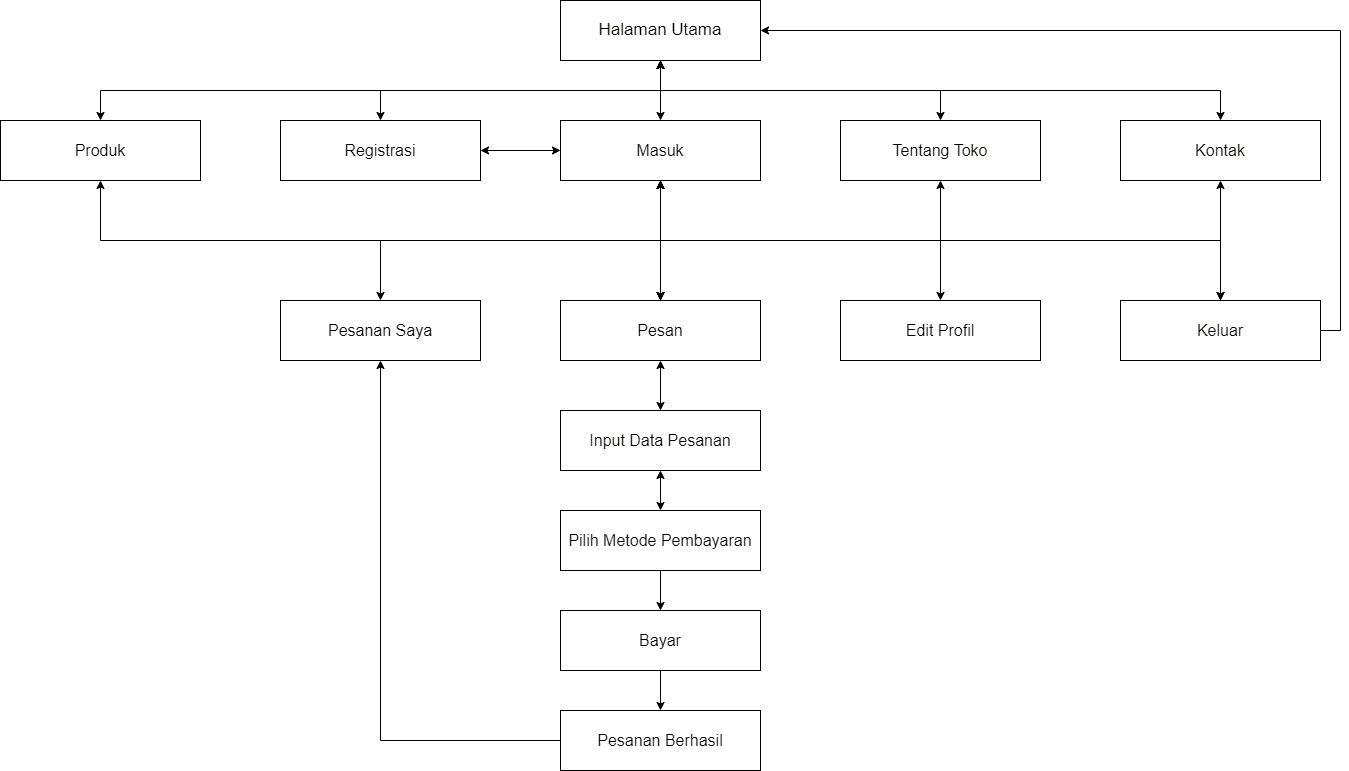 Halaman Utama
Produk
Registrasi
Masuk
Tentang Toko
Kontak
Pesanan Saya
Pesan
Edit Profil
Keluar
Input Data Pesanan
Pilih Metode Pembayaran
Bayar
Pesanan Berhasil